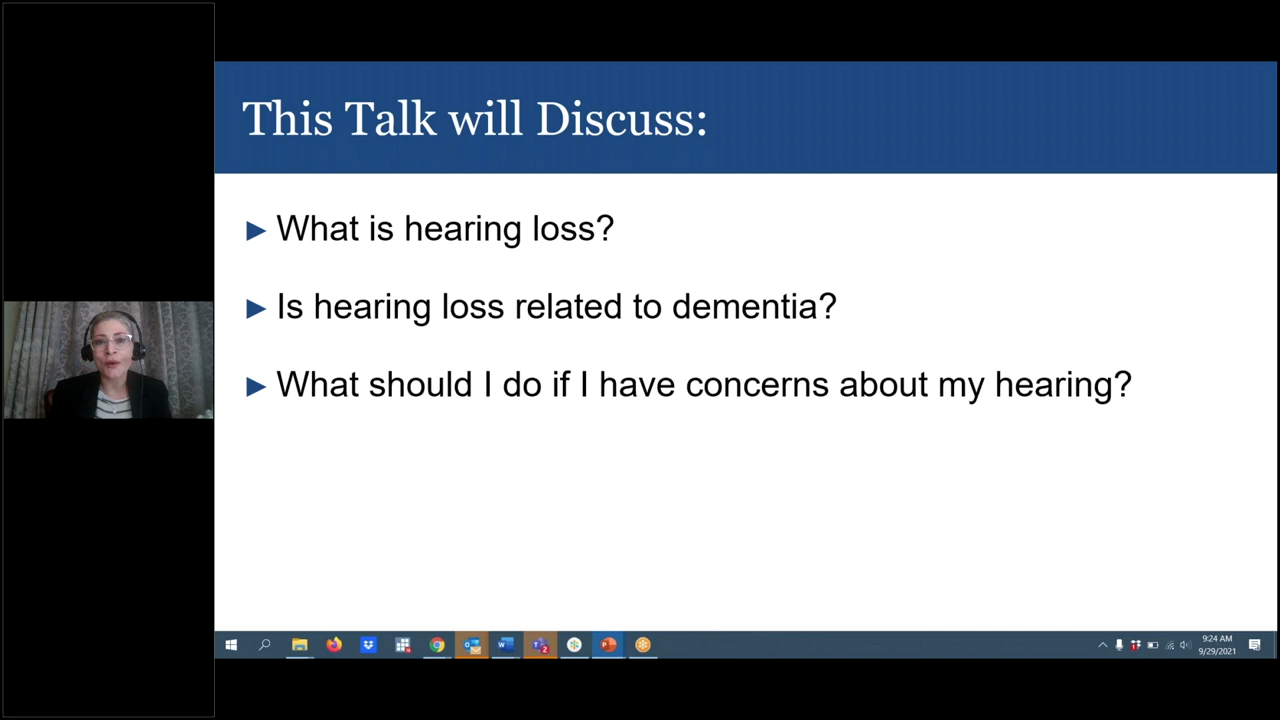 This Talk will Discuss:
► What is hearing loss?
► Is hearing loss related to dementia?
► What should I do if I have concerns about my hearing?
9:24 AM
9/29/2021